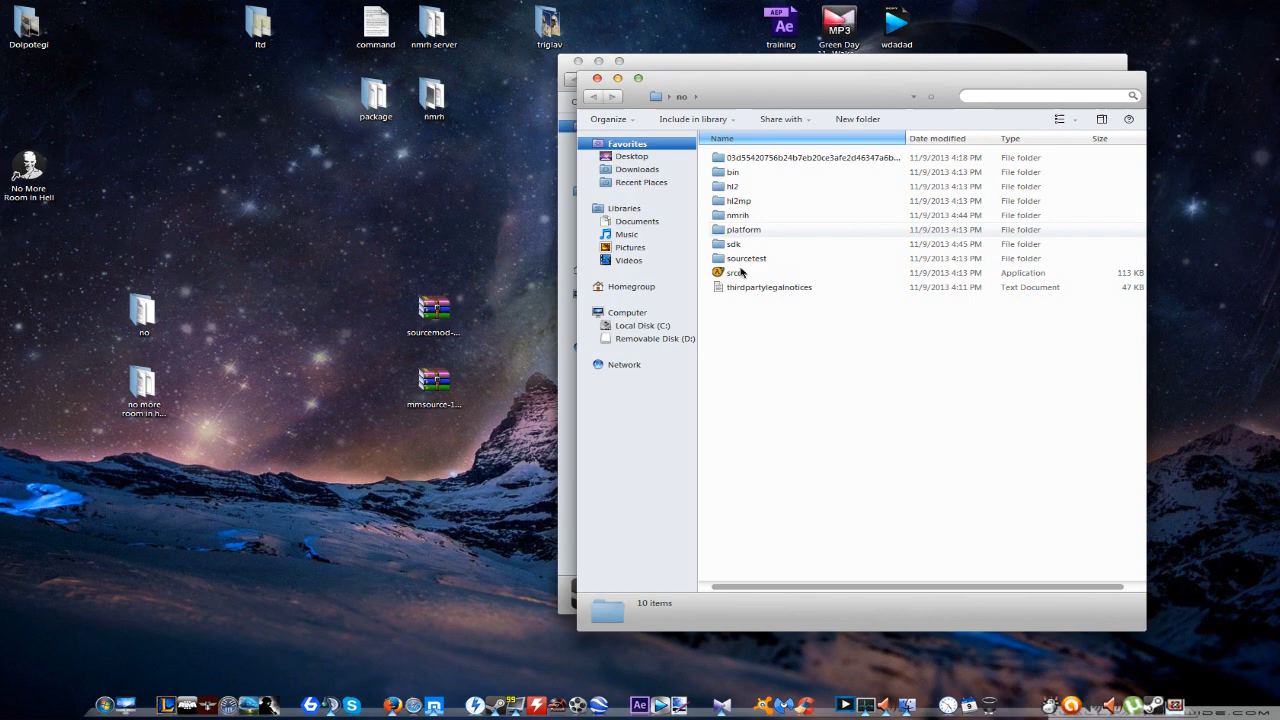 Dolpotegi
ltd
command
nmrh server
triglav
training
Green Day
wdadad
AEP
Ae
MP3
package
nmrh
No More
Room in Hell
no
no more
room in h...
sourcemod-...
mmsource-1...
no
Organize
Include in library
Share with
New folder
Name
Date modified
Type
Size
Favorites
Desktop
Downloads
Recent Places
Libraries
Documents
Music
Pictures
Videos
Homegroup
Computer
Local Disk (C:)
Removable Disk (D:)
Network
03d55420756b24b7eb20ce3afe2d46347a6b... 11/9/2013 4:18 PM File folder
bin 11/9/2013 4:13 PM File folder
hl2 11/9/2013 4:13 PM File folder
hl2mp 11/9/2013 4:13 PM File folder
nmrih 11/9/2013 4:44 PM File folder
platform 11/9/2013 4:13 PM File folder
sdk 11/9/2013 4:45 PM File folder
sourcetest 11/9/2013 4:13 PM File folder
11/9/2013 4:13 PM Application 113 KB
thirdpartylegalnotices 11/9/2013 4:11 PM Text Document 47 KB
10 items
99
Ae